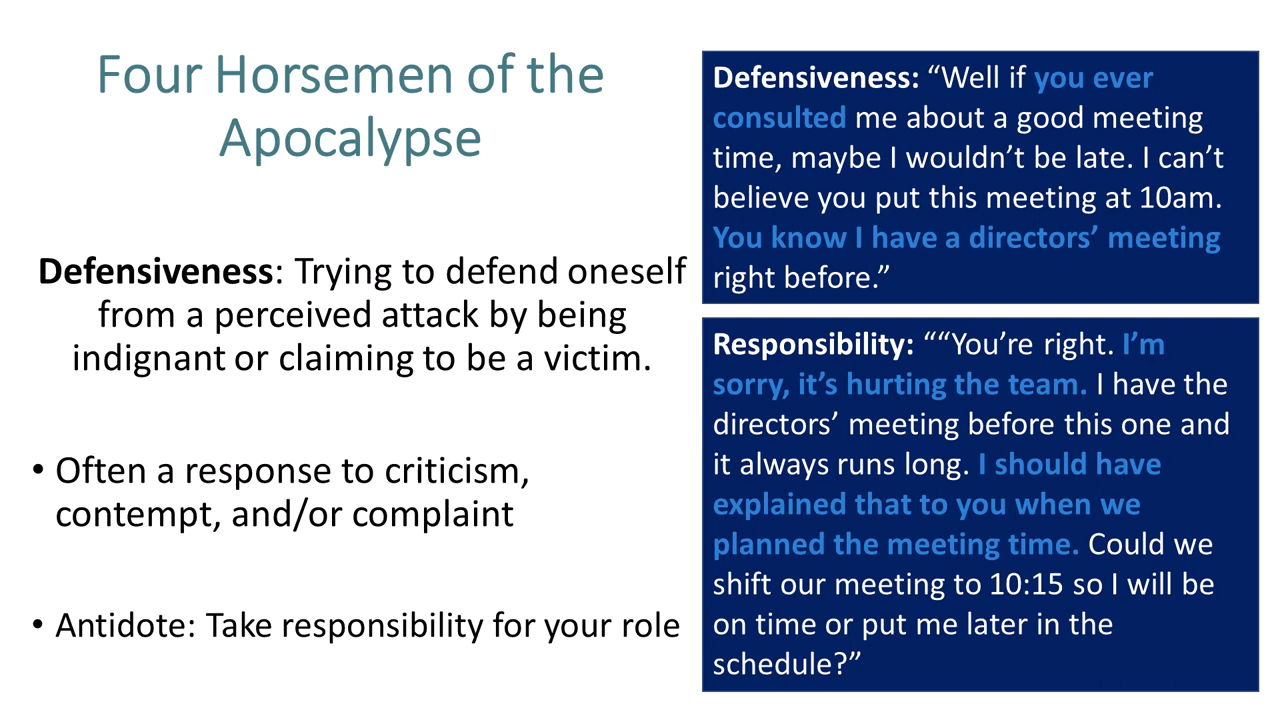 Four Horsemen of the
Apocalypse
Defensiveness: Trying to defend oneself
from a perceived attack by being
indignant or claiming to be a victim.
• Often a response to criticism,
contempt, and/or complaint
• Antidote: Take responsibility for your role
Defensiveness: “Well if you ever
consulted me about a good meeting
time, maybe I wouldn’t be late. I can’t
believe you put this meeting at 10am.
You know I have a directors’ meeting
right before.”
Responsibility: ““You’re right. I’m
sorry, it’s hurting the team. I have the
directors’ meeting before this one and
it always runs long. I should have
explained that to you when we
planned the meeting time. Could we
shift our meeting to 10:15 so I will be
on time or put me later in the
schedule?”